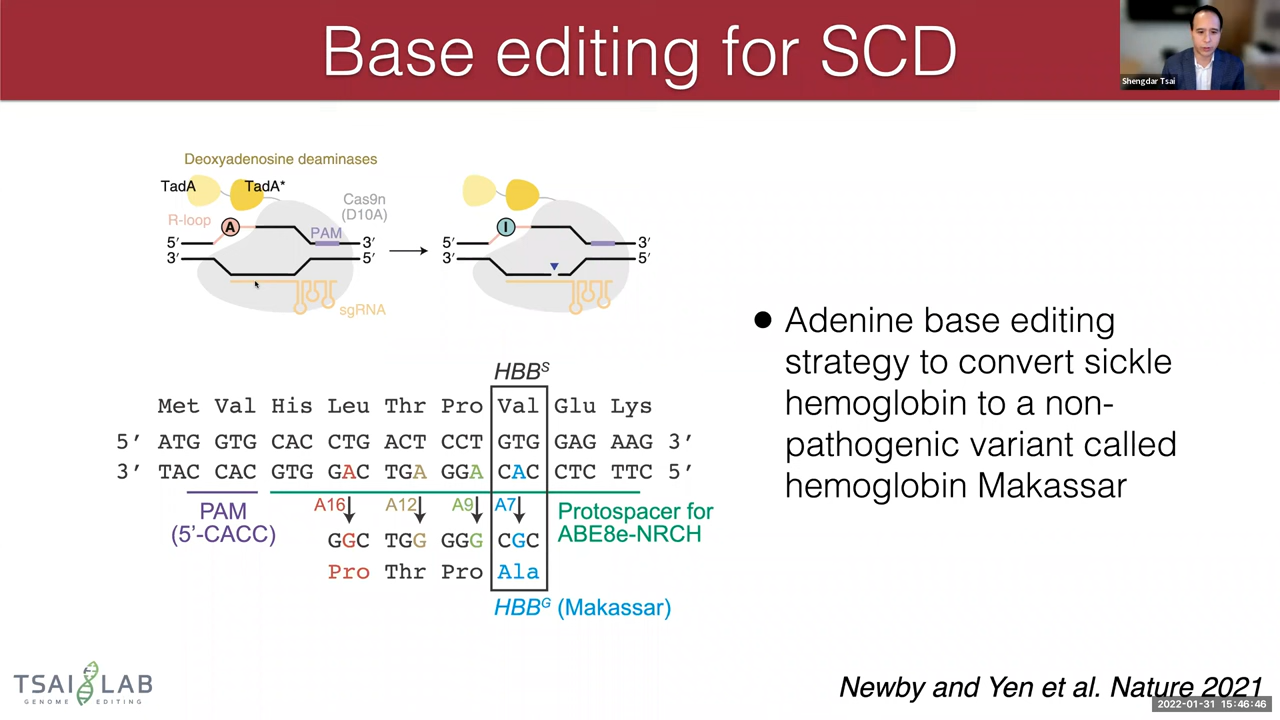 Base editing for SCD
Shengdar Tsai
Deoxyadenosine deaminases
TadA TadA*
Cas9n
(D10A)
R-loop A PAM
5′ 3′
3′ 5′
sgRNA
I
5′ 3′
3′ 5′
HBBS
Met Val His Leu Thr Pro Val Glu Lys
5′ ATG GTG CAC CTG ACT CCT GTG GAG AAG 3′
3′ TAC CAC GTG GAC TGA GGA CAC CTC TTC 5′
PAM
(5’-CACC)
A16 A12 A9 A7
Protospacer for
ABE8e-NRCH
GGC TGG GGG CGC
Pro Thr Pro Ala
HBBG (Makassar)
● Adenine base editing
strategy to convert sickle
hemoglobin to a non-
pathogenic variant called
hemoglobin Makassar
TSAI LAB
GENOME EDITING
Newby and Yen et al. Nature 2021
2022-01-31 15:46:46